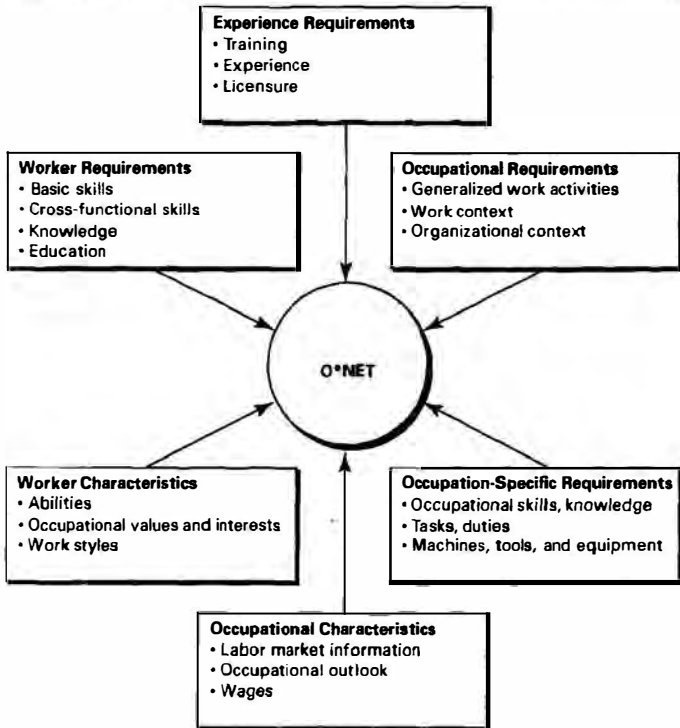 Experience Requirements
• Training
• Experience
• Licensure
Worker Requirements
• Basic skills
• Cross-functional skills
• Knowledge
• Education
Occupational Requirements
• Generalized work activities
• Work context
• Organizational context
O*NET
Worker Characteristics
• Abilities
• Occupational values and interests
• Work styles
Occupation-Specific Requirements
• Occupational skills, knowledge
• Tasks, duties
• Machines, tools, and equipment
Occupational Characteristics
• Labor market information
• Occupational outlook
• Wages